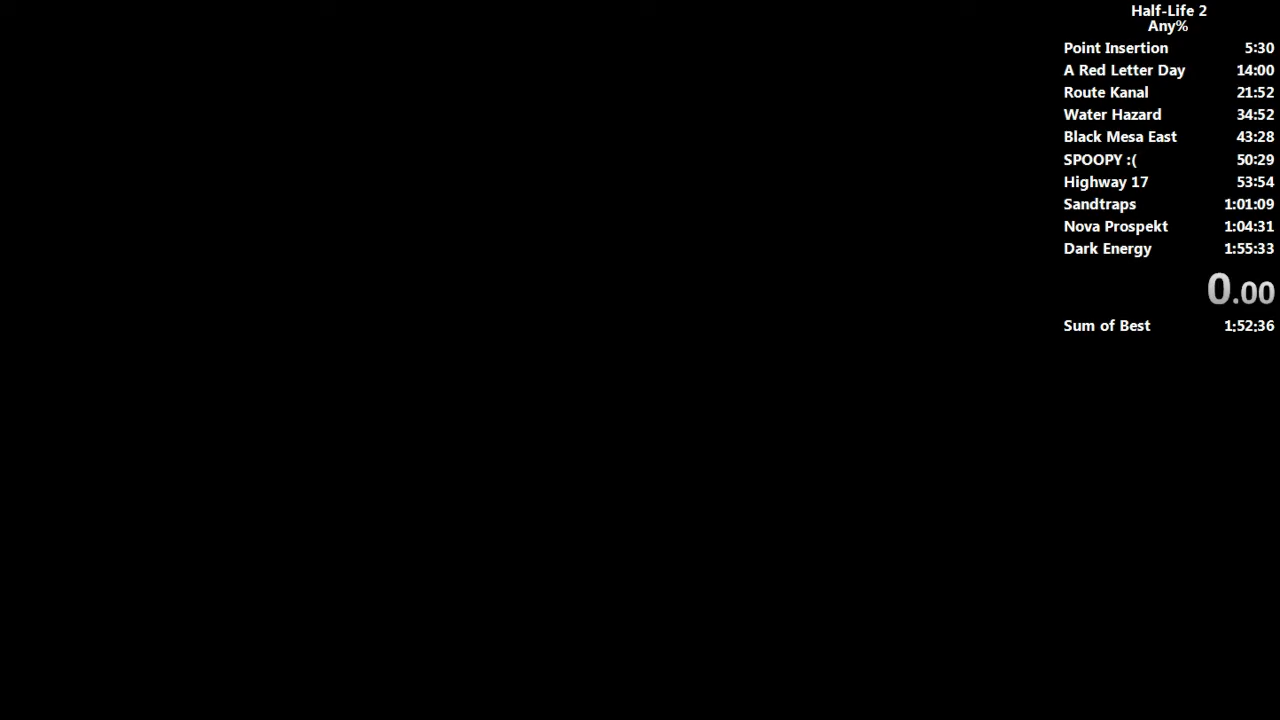 Half-Life 2
Any%
Point Insertion 5:30
A Red Letter Day 14:00
Route Kanal 21:52
Water Hazard 34:52
Black Mesa East 43:28
SPOOPY :( 50:29
Highway 17 53:54
Sandtraps 1:01:09
Nova Prospekt 1:04:31
Dark Energy 1:55:33
0.00
Sum of Best 1:52:36